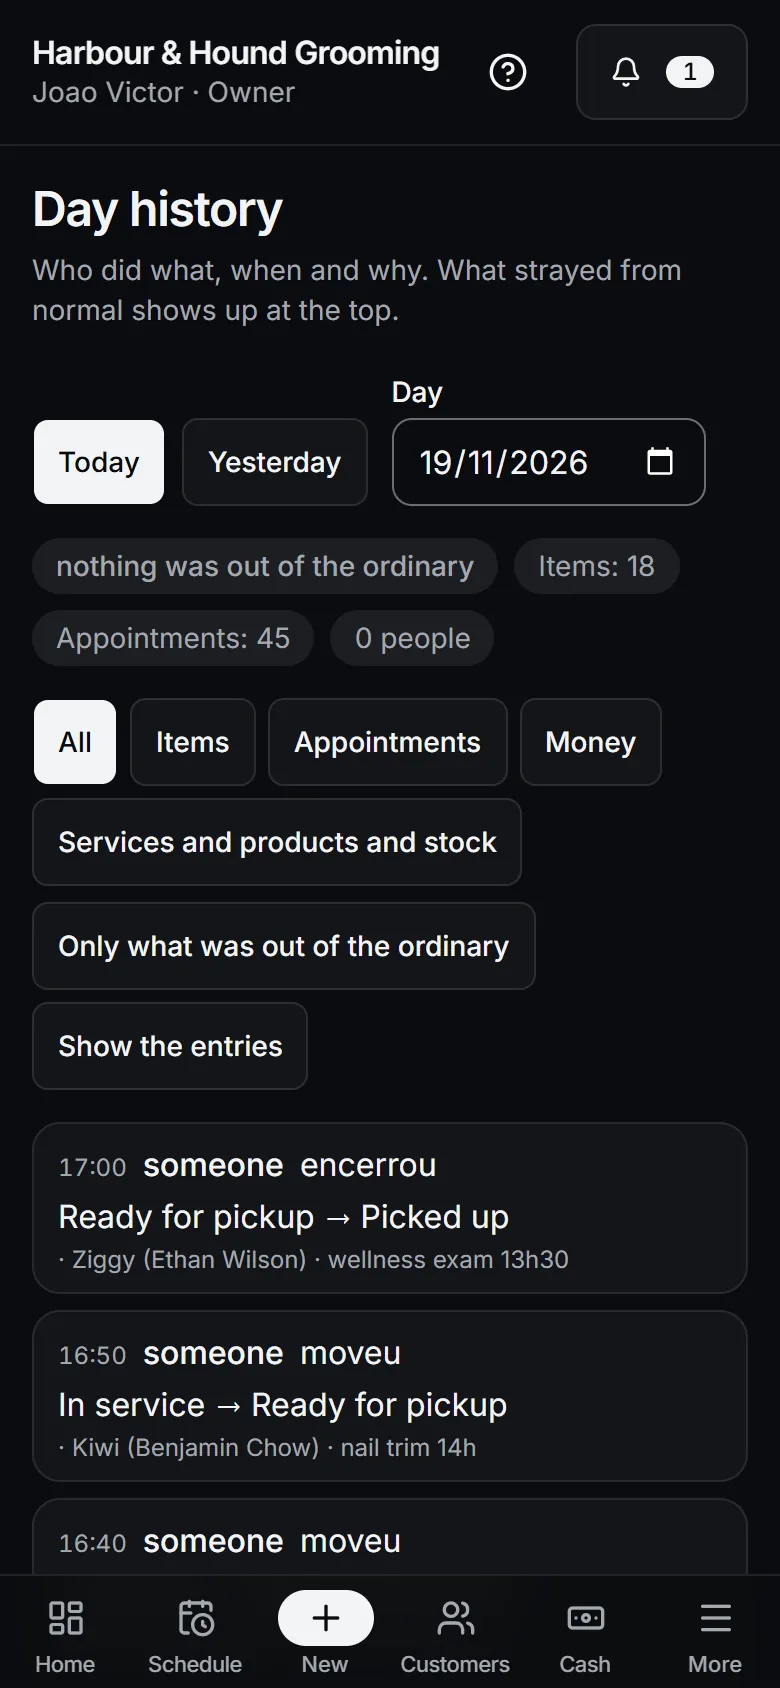 Harbour & Hound Grooming
Joao Victor · Owner
1
Day history
Who did what, when and why. What strayed from
normal shows up at the top.
Day
Today
Yesterday
19/11/2026
nothing was out of the ordinary
Items: 18
Appointments: 45
0 people
All
Items
Appointments
Money
Services and products and stock
Only what was out of the ordinary
Show the entries
17:00 someone encerrou
Ready for pickup → Picked up
· Ziggy (Ethan Wilson) · wellness exam 13h30
16:50 someone moveu
In service → Ready for pickup
· Kiwi (Benjamin Chow) · nail trim 14h
16:40 someone moveu
Home
Schedule
New
Customers
Cash
More